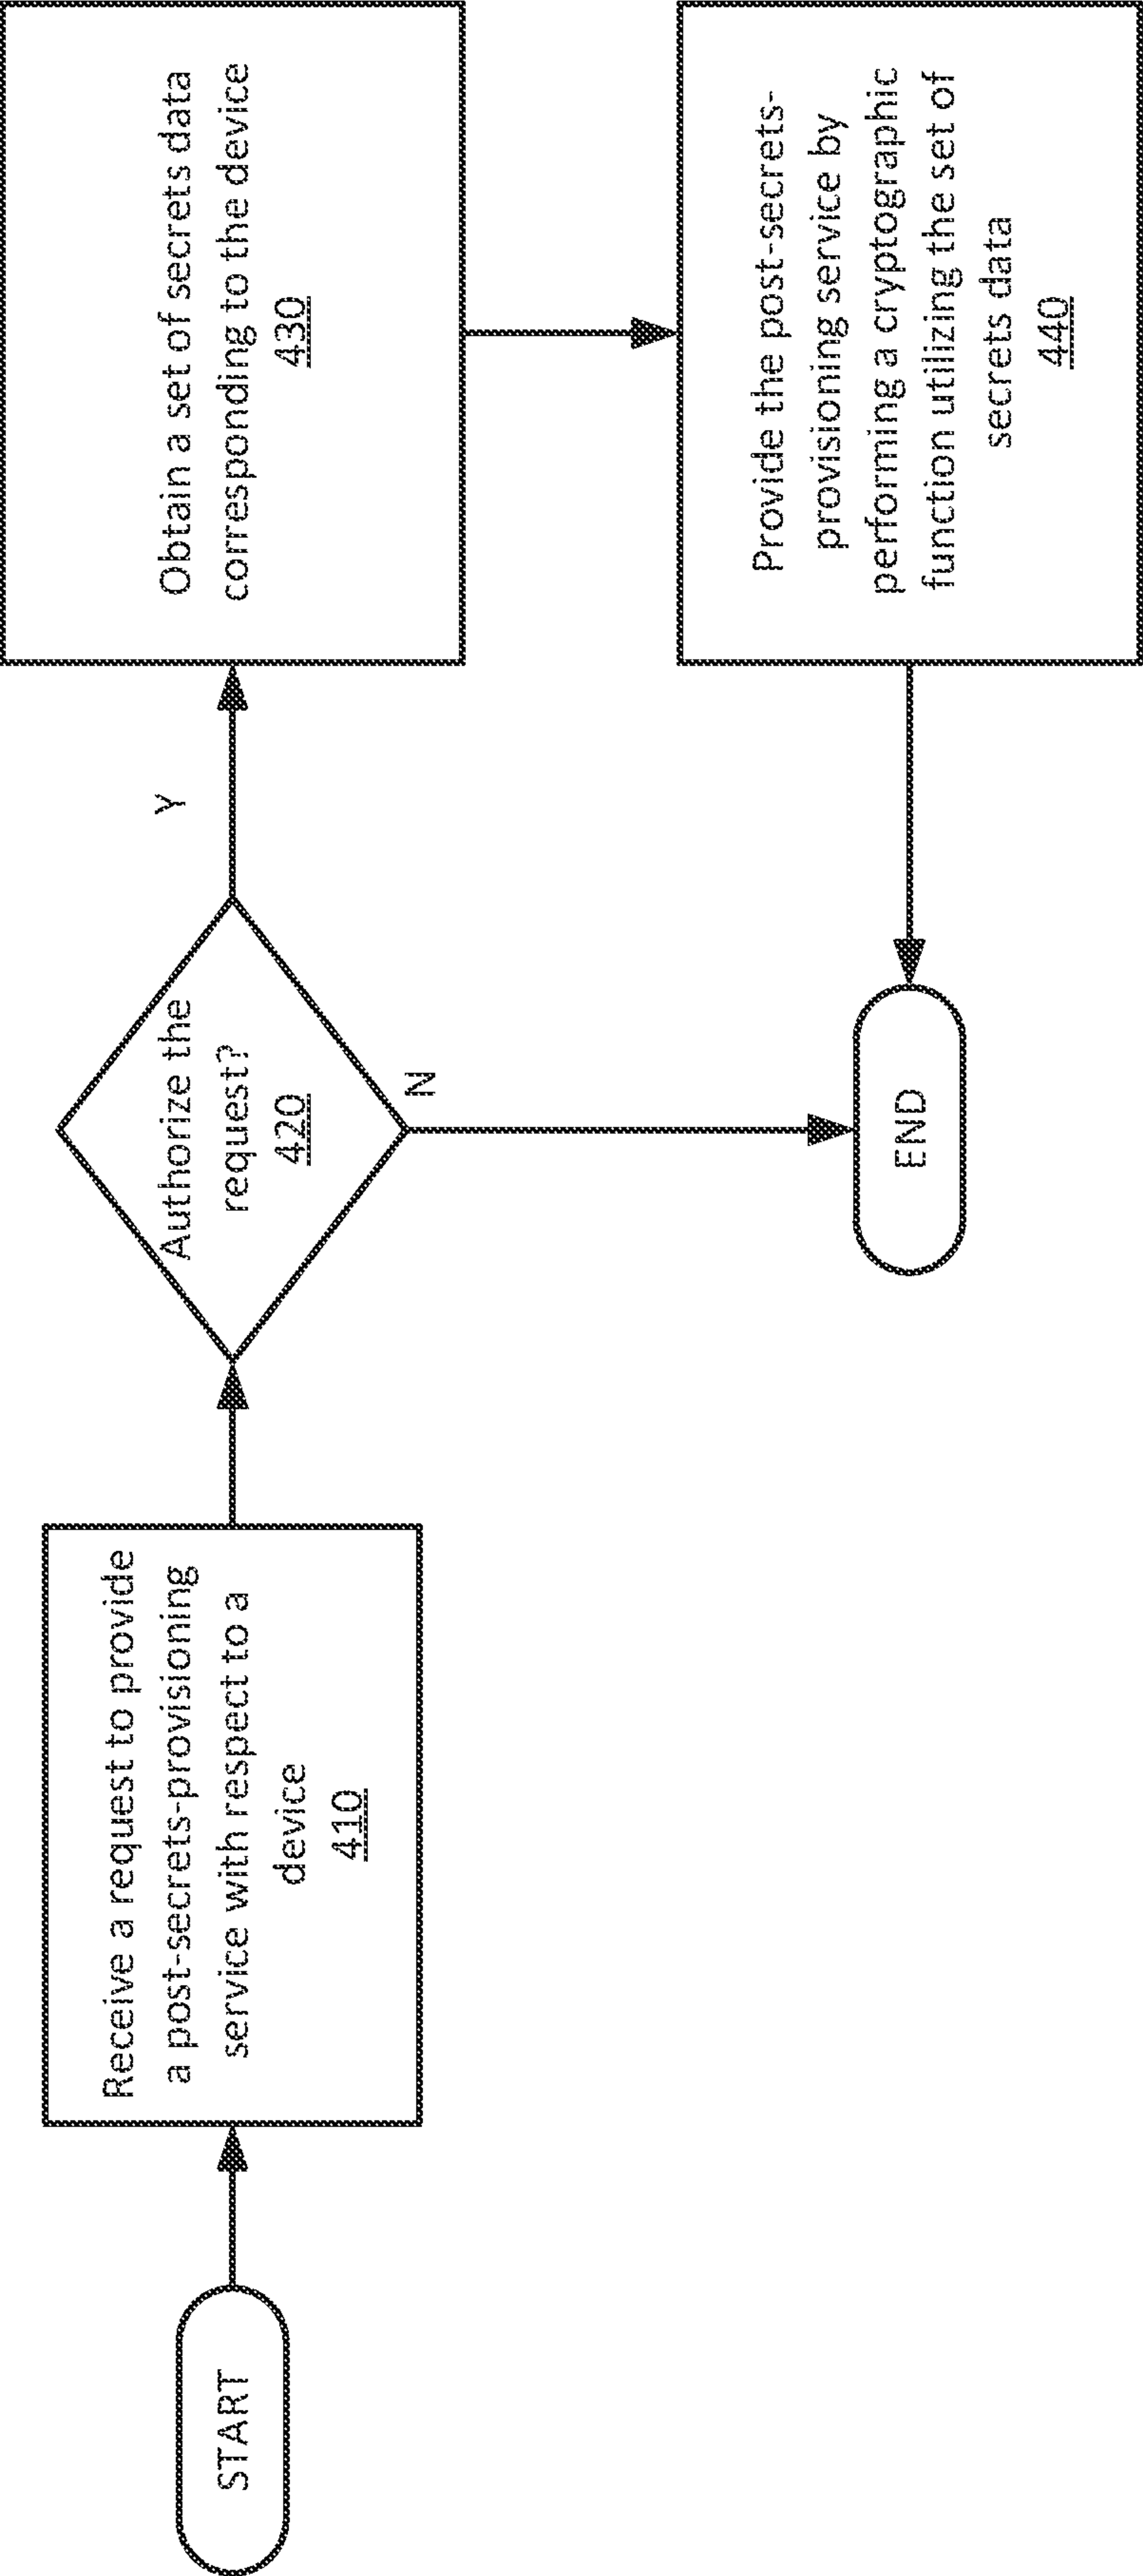 START
Receive a request to provide
a post-secrets-provisioning
service with respect to a
device
410
Authorize the
request?
420
Y
N
Obtain a set of secrets data
corresponding to the device
430
Provide the post-secrets-
provisioning service by
performing a cryptographic
function utilizing the set of
secrets data
440
END